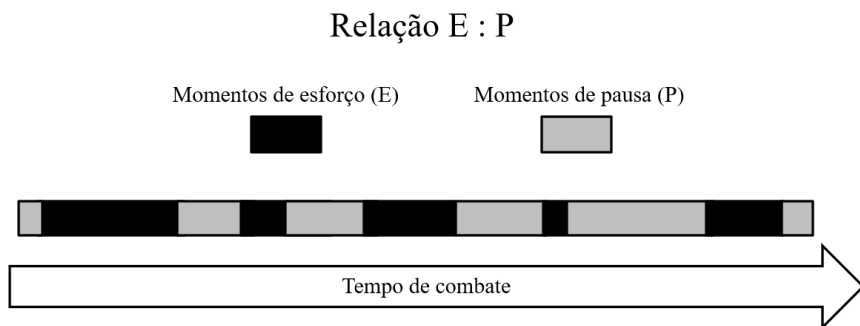 Relação E : P
Momentos de esforço (E)
Momentos de pausa (P)
Tempo de combate